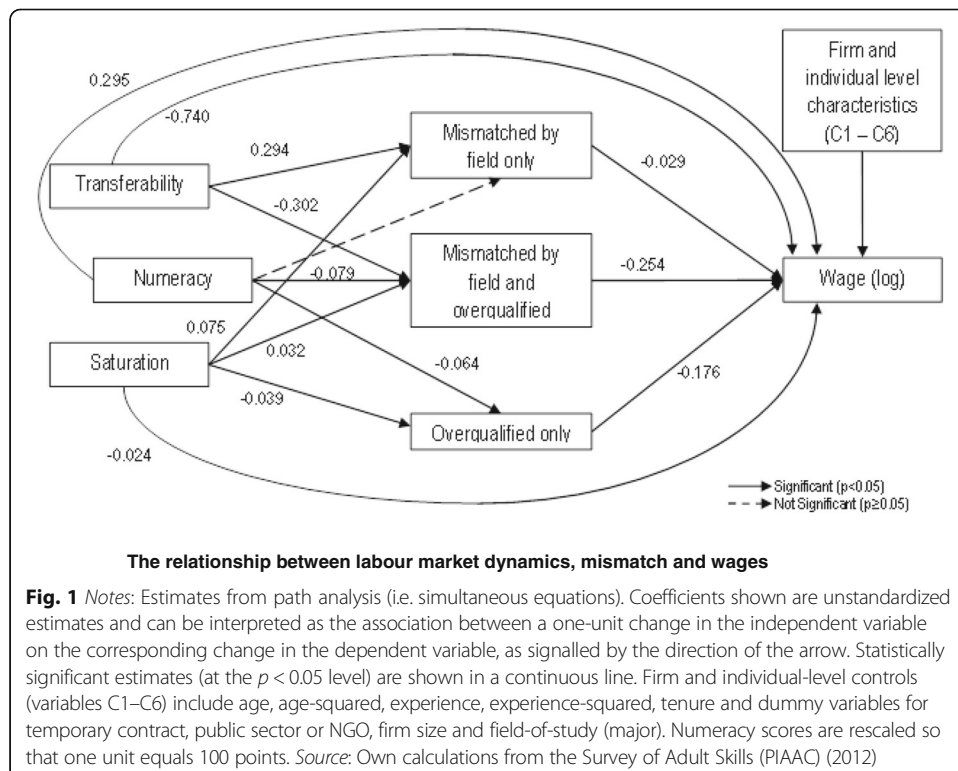 Firm and
individual level
characteristics
(C1 – C6)
0.295
-0.740
Mismatched by
field only
0.294
-0.029
Transferability
-0.302
Mismatched by
field and
overqualified
-0.254
Numeracy
-0.079
Wage (log)
0.075
0.032
Saturation
-0.064
-0.176
-0.039
Overqualified only
-0.024
Significant (p<0.05)
Not Significant (p≥0.05)
The relationship between labour market dynamics, mismatch and wages
Fig. 1 Notes: Estimates from path analysis (i.e. simultaneous equations). Coefficients shown are unstandardized
estimates and can be interpreted as the association between a one-unit change in the independent variable
on the corresponding change in the dependent variable, as signalled by the direction of the arrow. Statistically
significant estimates (at the p < 0.05 level) are shown in a continuous line. Firm and individual-level controls
(variables C1–C6) include age, age-squared, experience, experience-squared, tenure and dummy variables for
temporary contract, public sector or NGO, firm size and field-of-study (major). Numeracy scores are rescaled so
that one unit equals 100 points. Source: Own calculations from the Survey of Adult Skills (PIAAC) (2012)